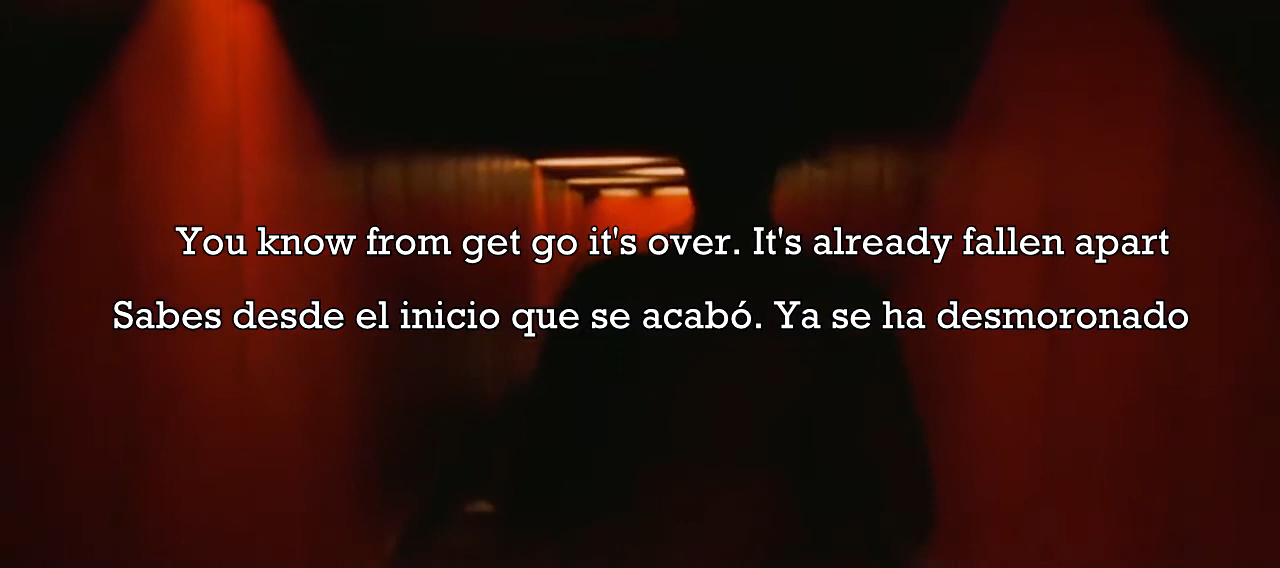 You know from get go it's over. It's already fallen apart
Sabes desde el inicio que se acabó. Ya se ha desmoronado